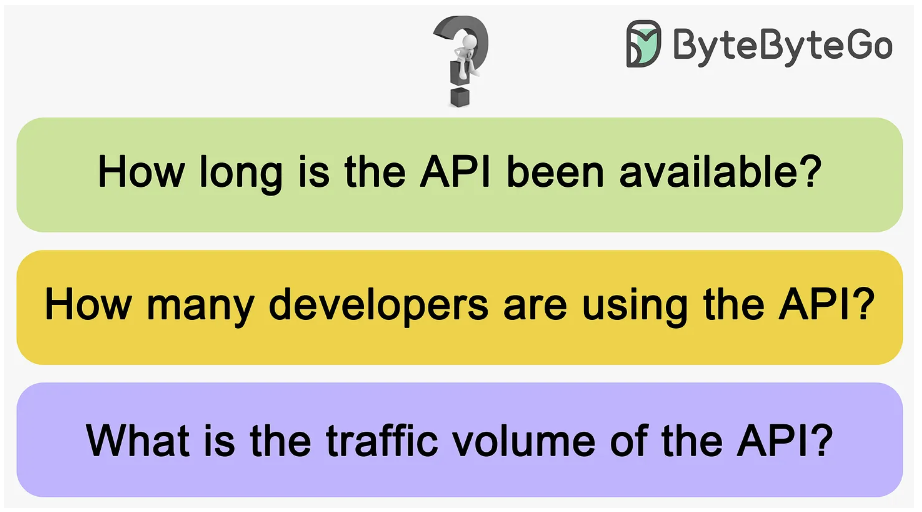 ByteByteGo
How long is the API been available?
How many developers are using the API?
What is the traffic volume of the API?